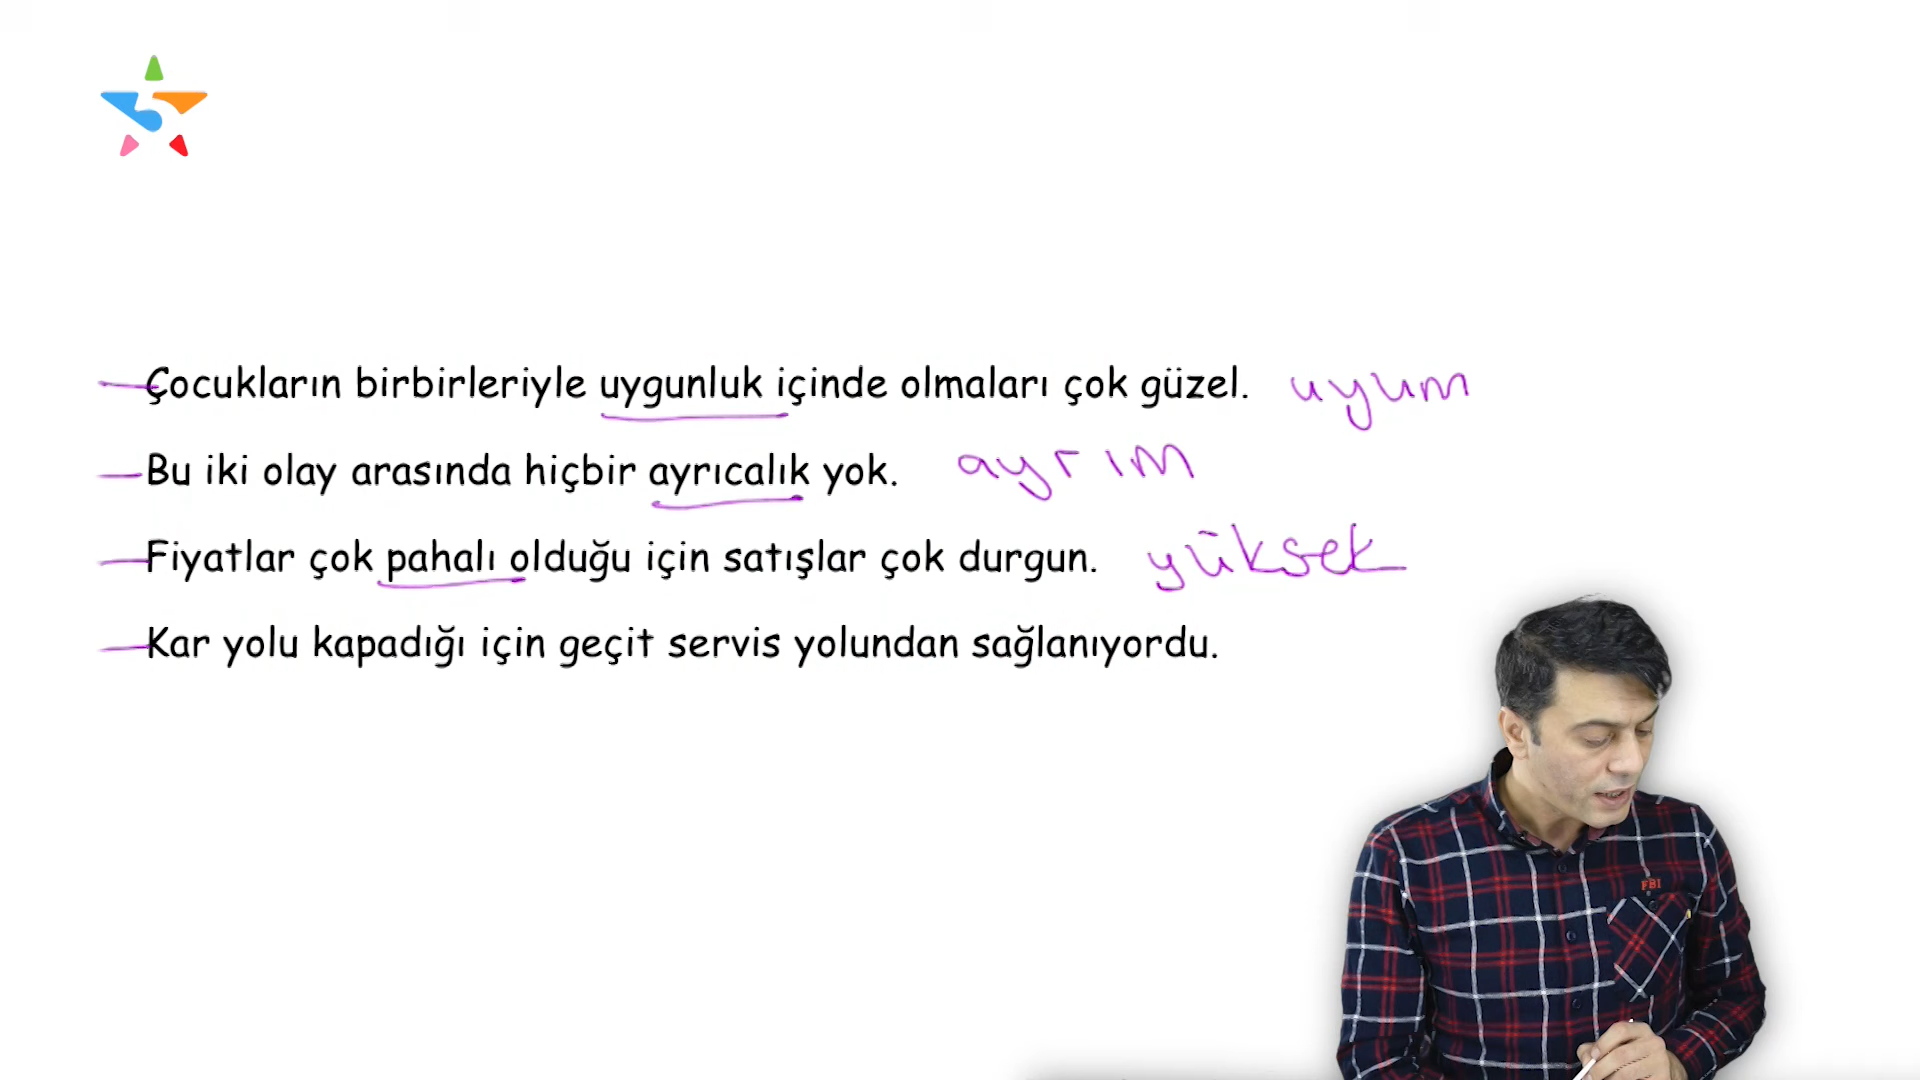 Çocukların birbirleriyle uygunluk içinde olmaları çok güzel. uyum
Bu iki olay arasında hiçbir ayrıcalık yok. ayrım
Fiyatlar çok pahalı olduğu için satışlar çok durgun. yüksek
Kar yolu kapadığı için geçit servis yolundan sağlanıyordu.
FBI